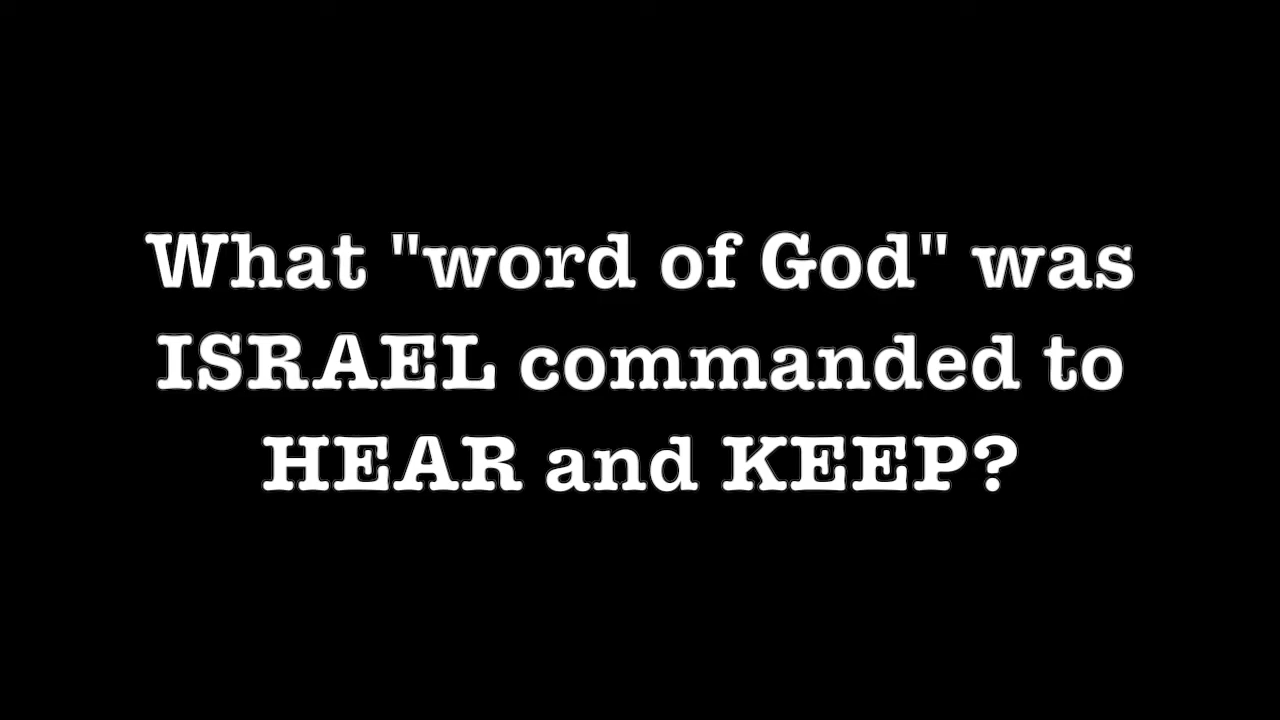 What "word of God" was
ISRAEL commanded to
HEAR and KEEP?